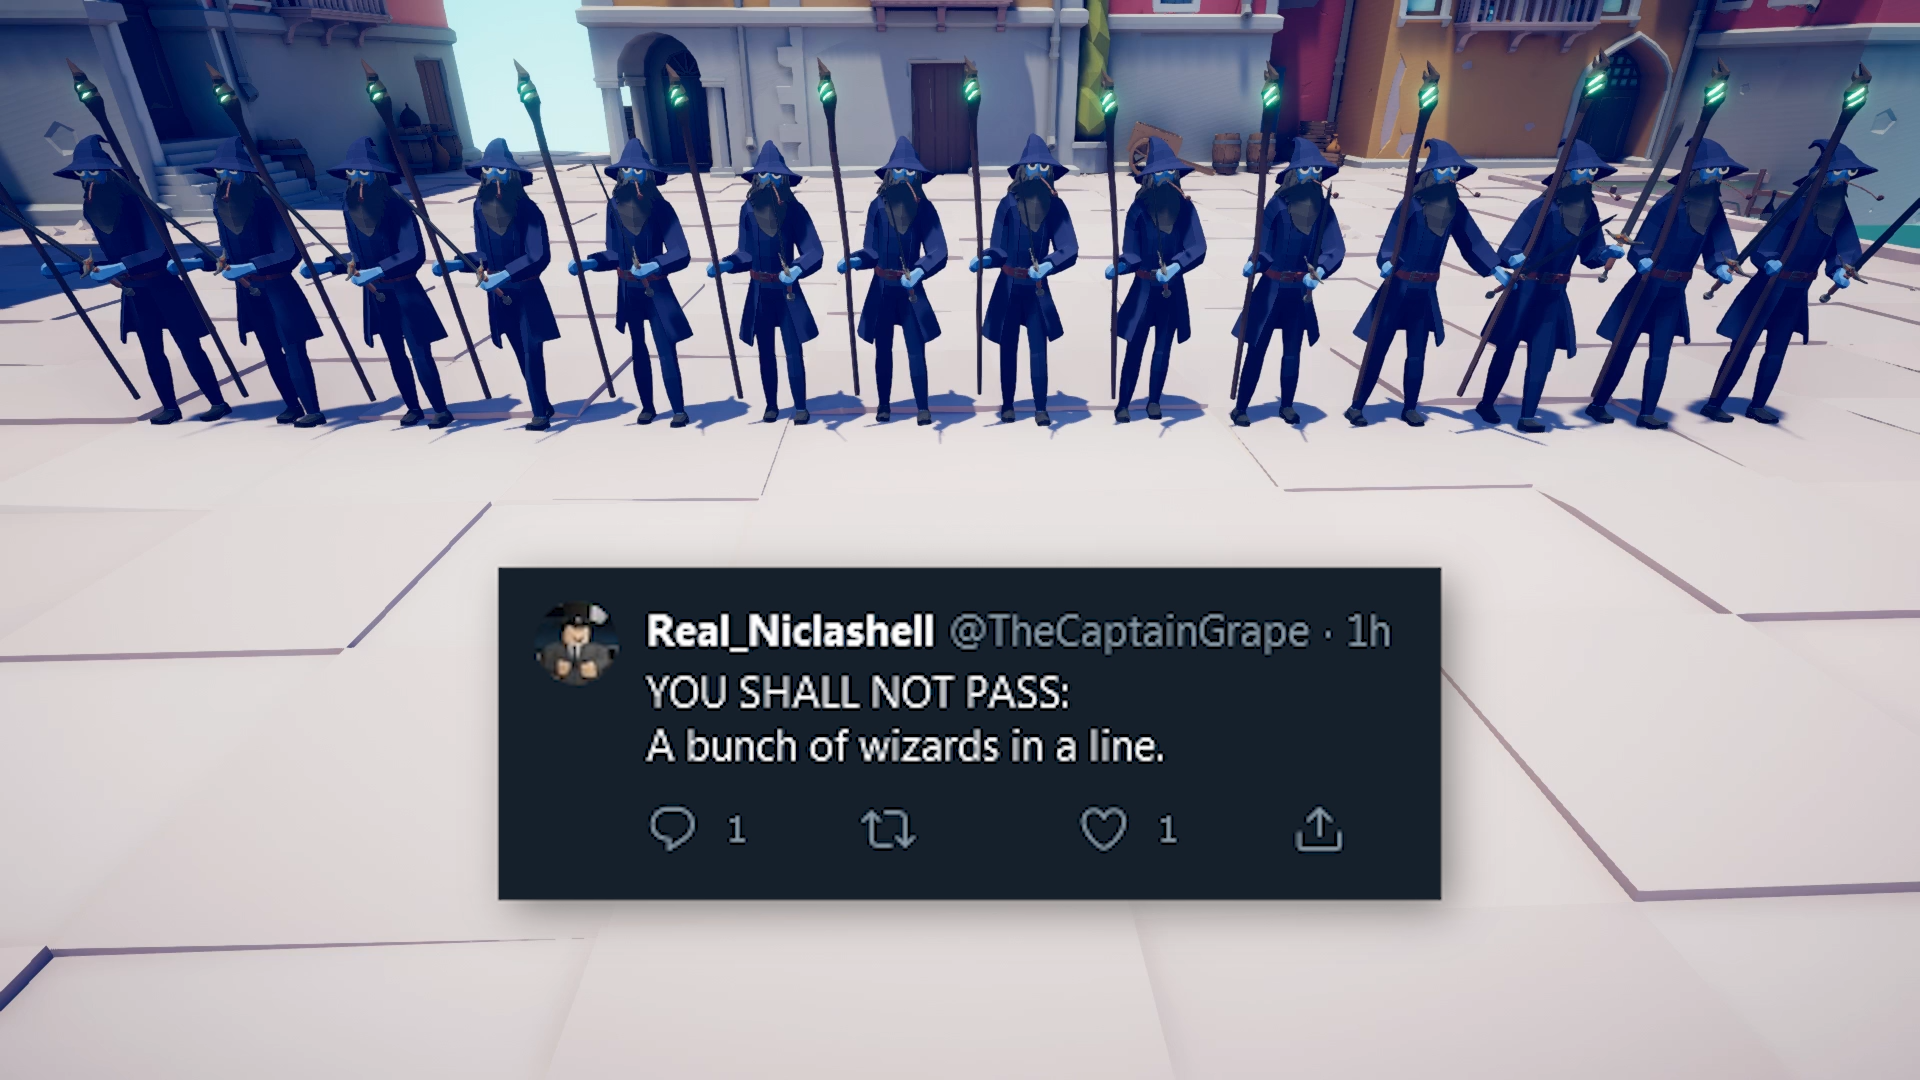 Real_Niclashell @TheCaptainGrape · 1h
YOU SHALL NOT PASS:
A bunch of wizards in a line.
1 1